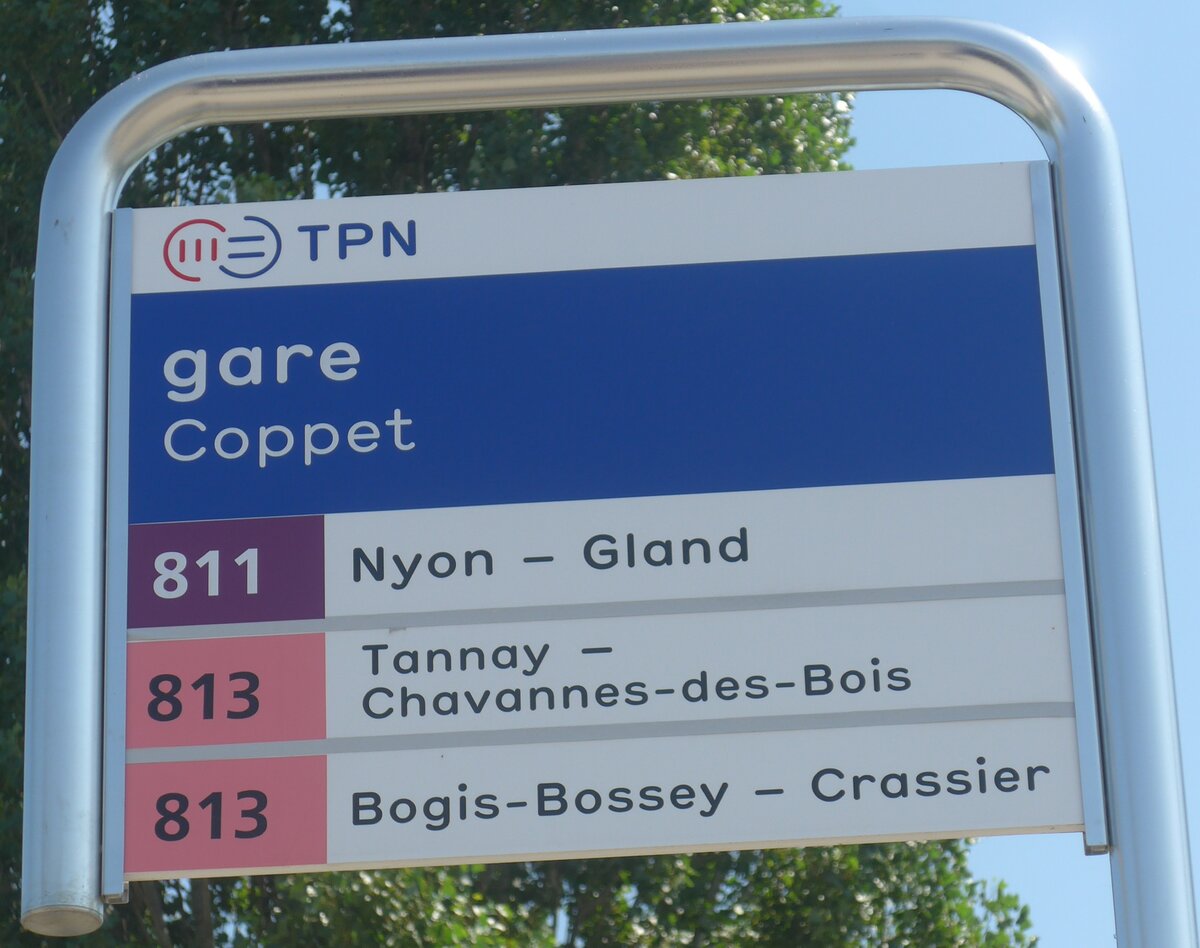 TPN
gare
Coppet
811 Nyon – Gland
813 Tannay –
Chavannes-des-Bois
813 Bogis-Bossey – Crassier